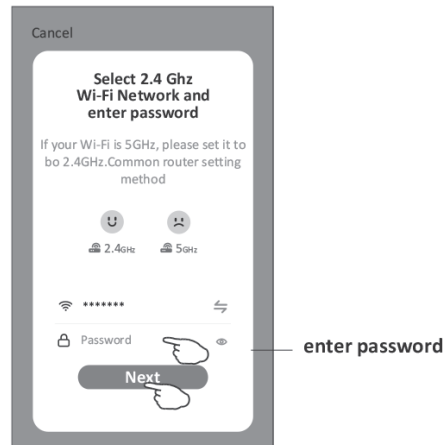 Cancel
Select 2.4 Ghz
Wi-Fi Network and
enter password
If your Wi-Fi is 5GHz, please set it to
bo 2.4GHz.Common router setting
method
2.4GHz 5GHz
*******
Password
enter password
Next